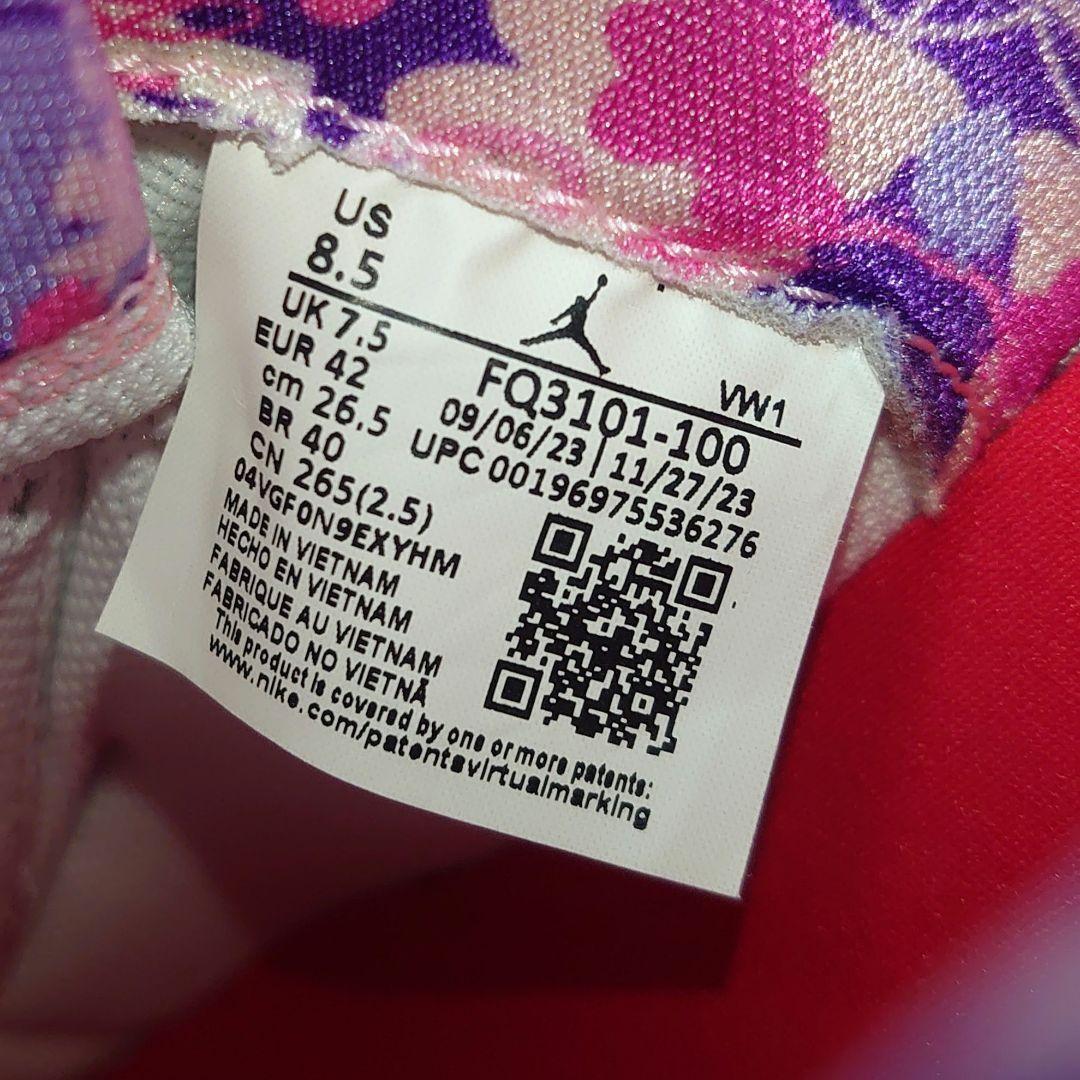 US
8.5
UK 7.5
EUR 42
cm 26.5
BR 40
CN 265(2.5)
04VGF0N9EXYHM
VW1
FQ3101-100
09/06/23 | 11/27/23
UPC 00196975536276
MADE IN VIETNAM
HECHO EN VIETNAM
FABRIQUE AU VIETNAM
FABRICADO NO VIETNÃ
This product is covered by one or more patents:
www.nike.com/patentsvirtualmarking